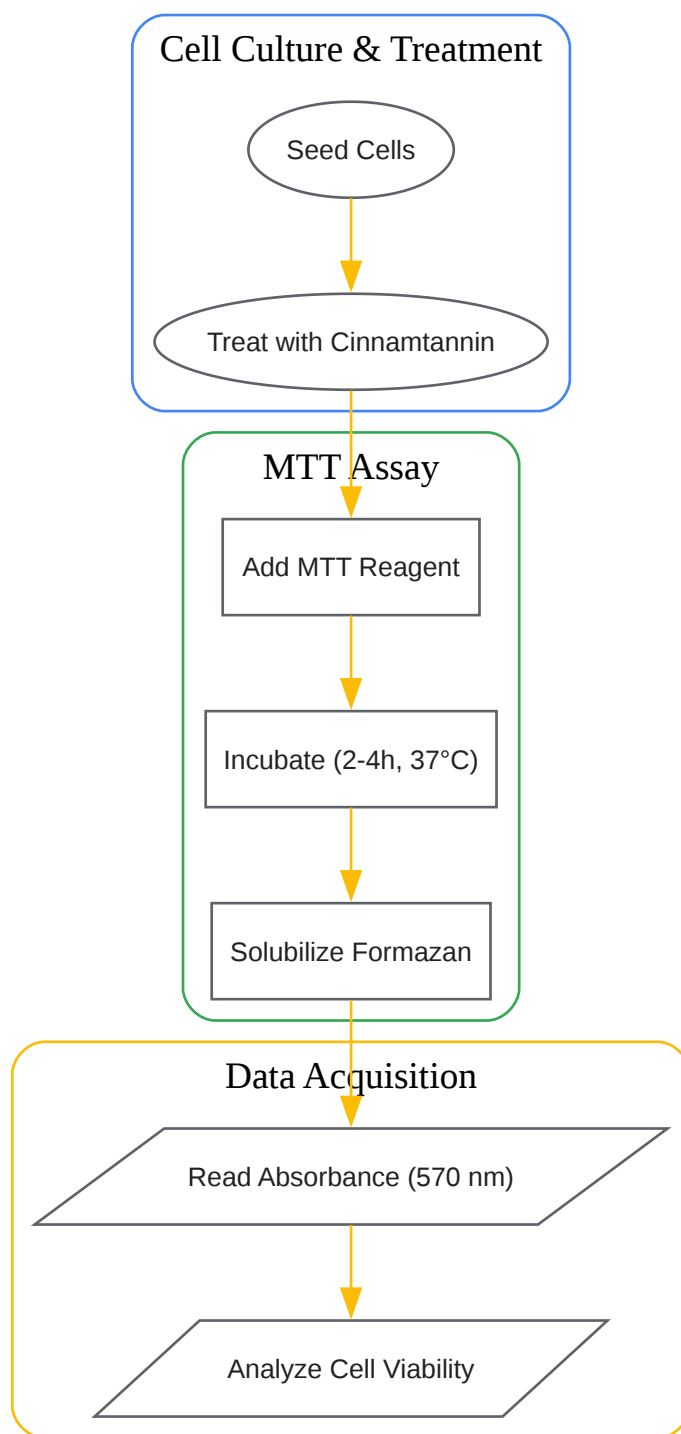 Cell Culture & Treatment
Seed Cells
Treat with Cinnamtannin
MTT Assay
Add MTT Reagent
Incubate (2-4h, 37°C)
Solubilize Formazan
Data Acquisition
Read Absorbance (570 nm)
Analyze Cell Viability